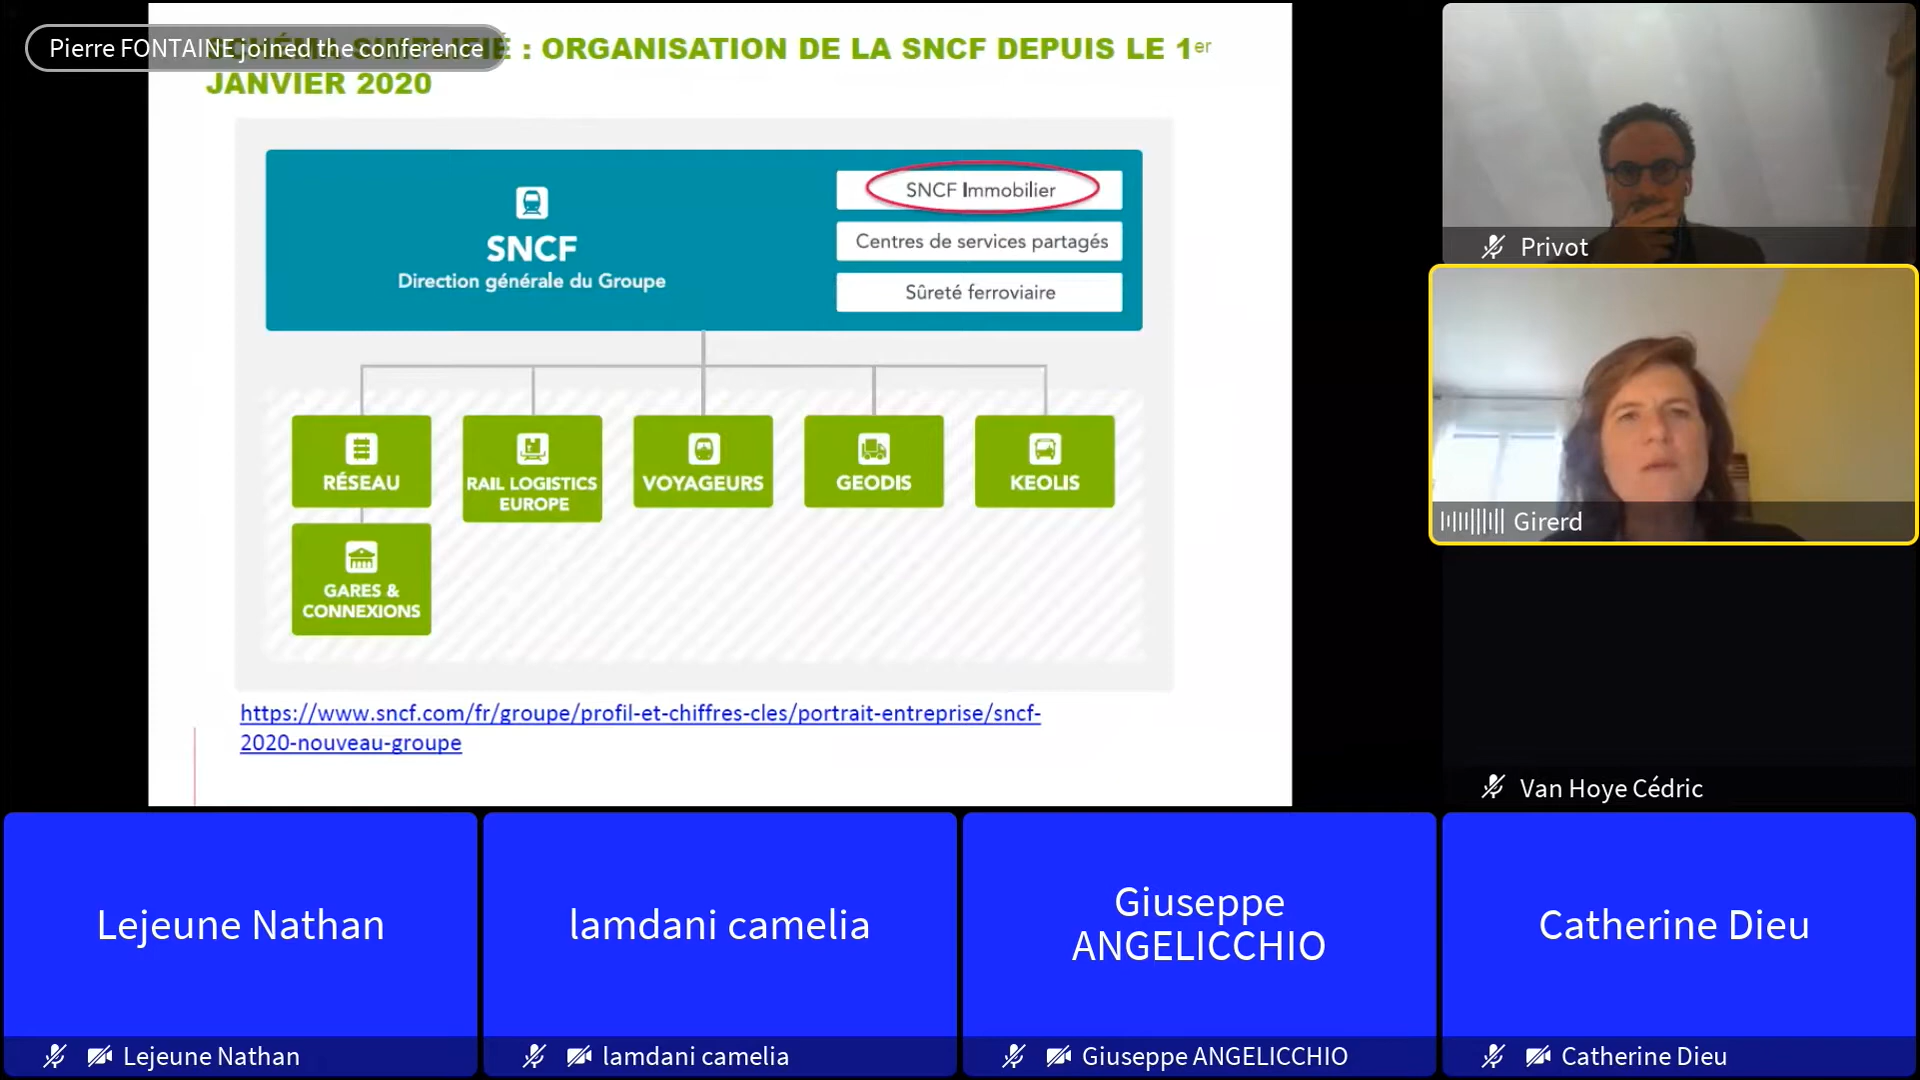 Pierre FONTAINE joined the conference
SCHÉMA SIMPLIFIÉ : ORGANISATION DE LA SNCF DEPUIS LE 1er
JANVIER 2020
SNCF
Direction générale du Groupe
SNCF Immobilier
Centres de services partagés
Sûreté ferroviaire
RÉSEAU
RAIL LOGISTICS
EUROPE
VOYAGEURS
GEODIS
KEOLIS
GARES &
CONNEXIONS
https://www.sncf.com/fr/groupe/profil-et-chiffres-cles/portrait-entreprise/sncf-
2020-nouveau-groupe
Privot
Girerd
Van Hoye Cédric
Lejeune Nathan
lamdani camelia
Giuseppe
ANGELICCHIO
Catherine Dieu
Lejeune Nathan
lamdani camelia
Giuseppe ANGELICCHIO
Catherine Dieu